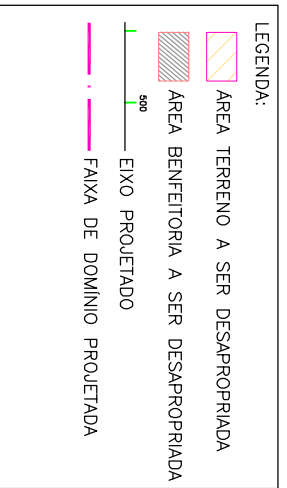 LEGENDA:
ÁREA TERRENO A SER DESAPROPRIADA
ÁREA BENFEITORIA A SER DESAPROPRIADA
500
EIXO PROJETADO
FAIXA DE DOMÍNIO PROJETADA